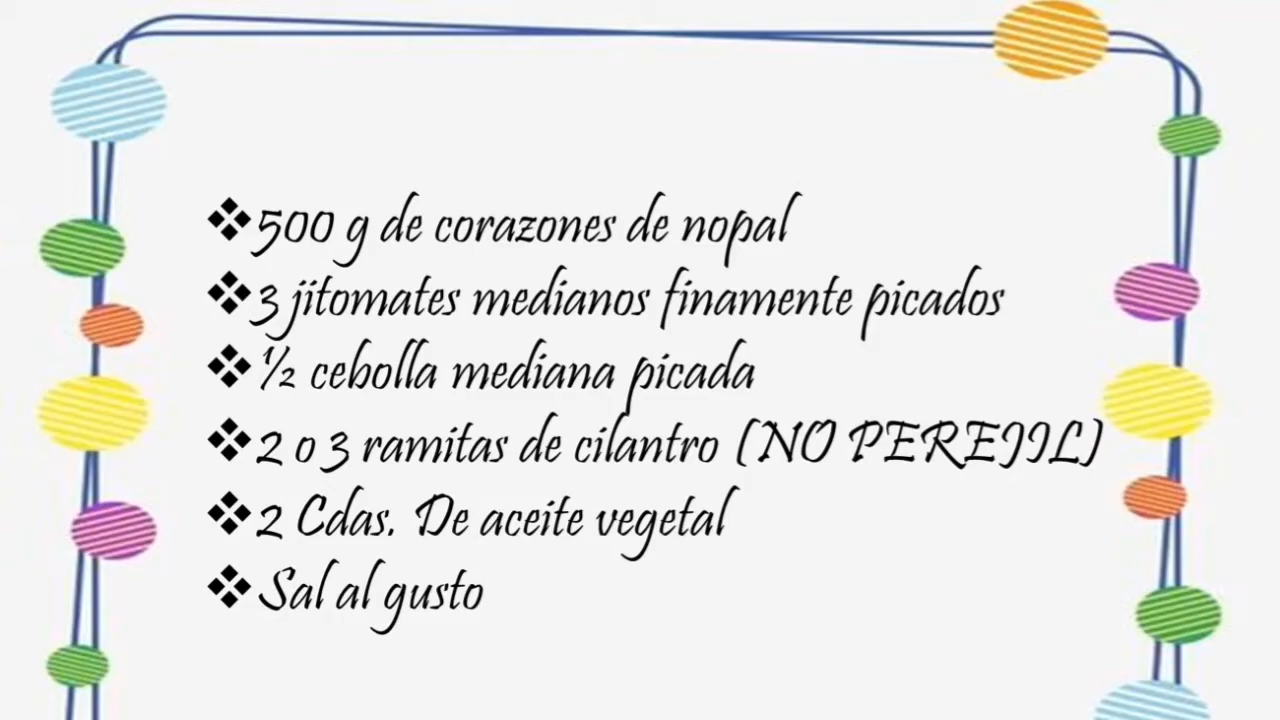 ❖500 g de corazones de nopal
❖3 jitomates medianos finamente picados
❖½ cebolla mediana picada
❖2 o 3 ramitas de cilantro (NO PEREJIL)
❖2 Cdas. De aceite vegetal
❖Sal al gusto